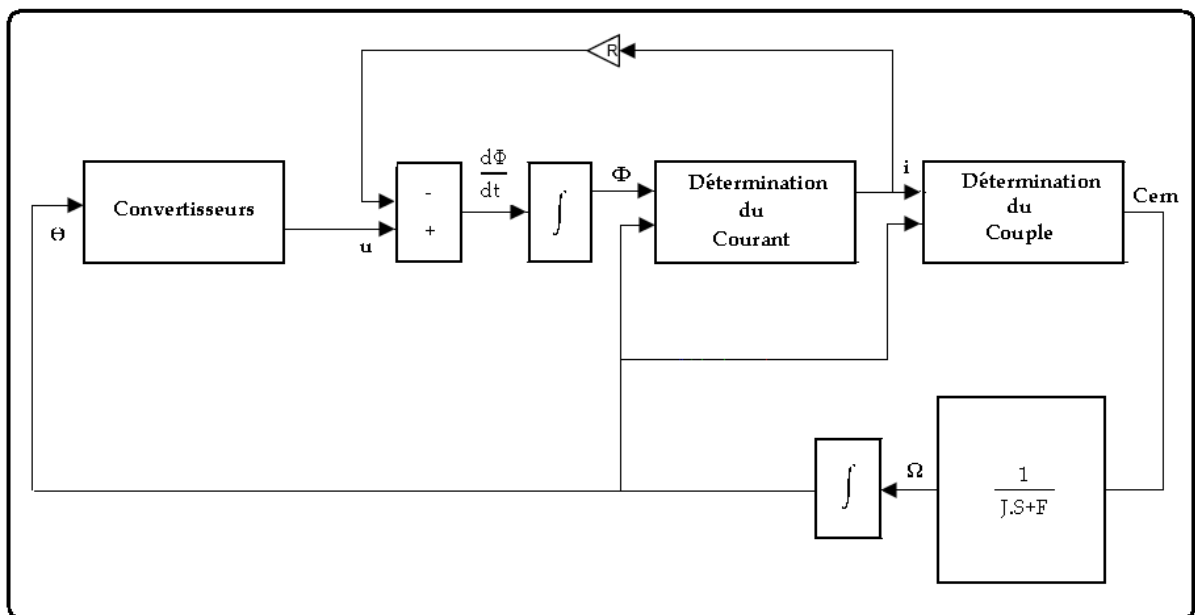 R
Convertisseurs
Θ
u
-
+
dΦ
dt
∫
Φ
Détermination
du
Courant
i
Détermination
du
Couple
Cem
∫
Ω
1
J.S+F